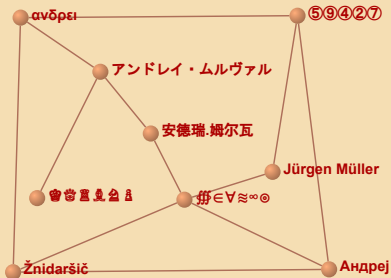 ανδρει
⑤⑨④②⑦
アンドレイ・ムルヴァル
安德瑞.姆尔瓦
Jürgen Müller
♚♛♜♝♞♟
∰∈∀≋∞⊙
Žnidaršič
Андреј